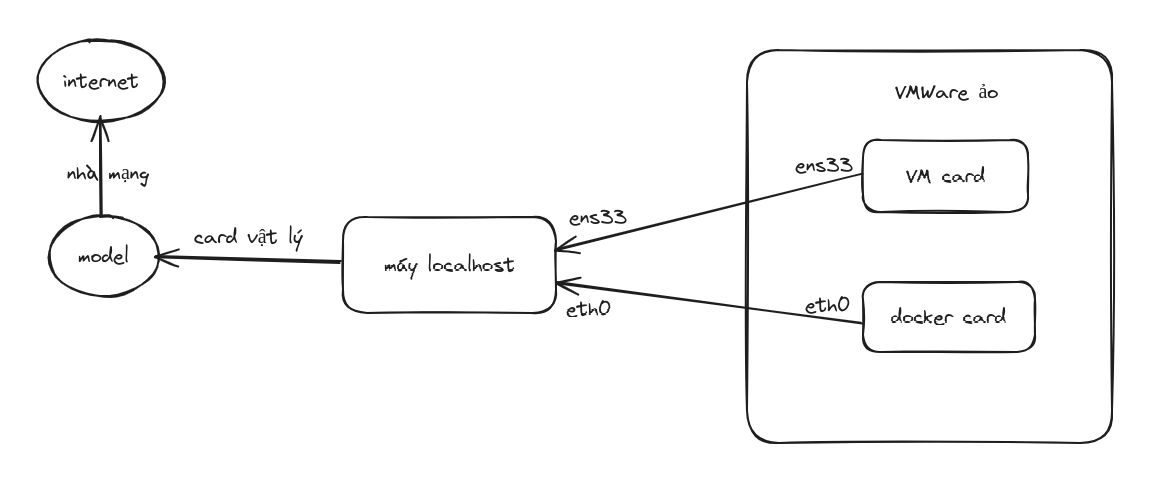 internet
nhà mạng
model
card vật lý
máy localhost
ens33
eth0
VMWare ảo
ens33
VM card
eth0
docker card